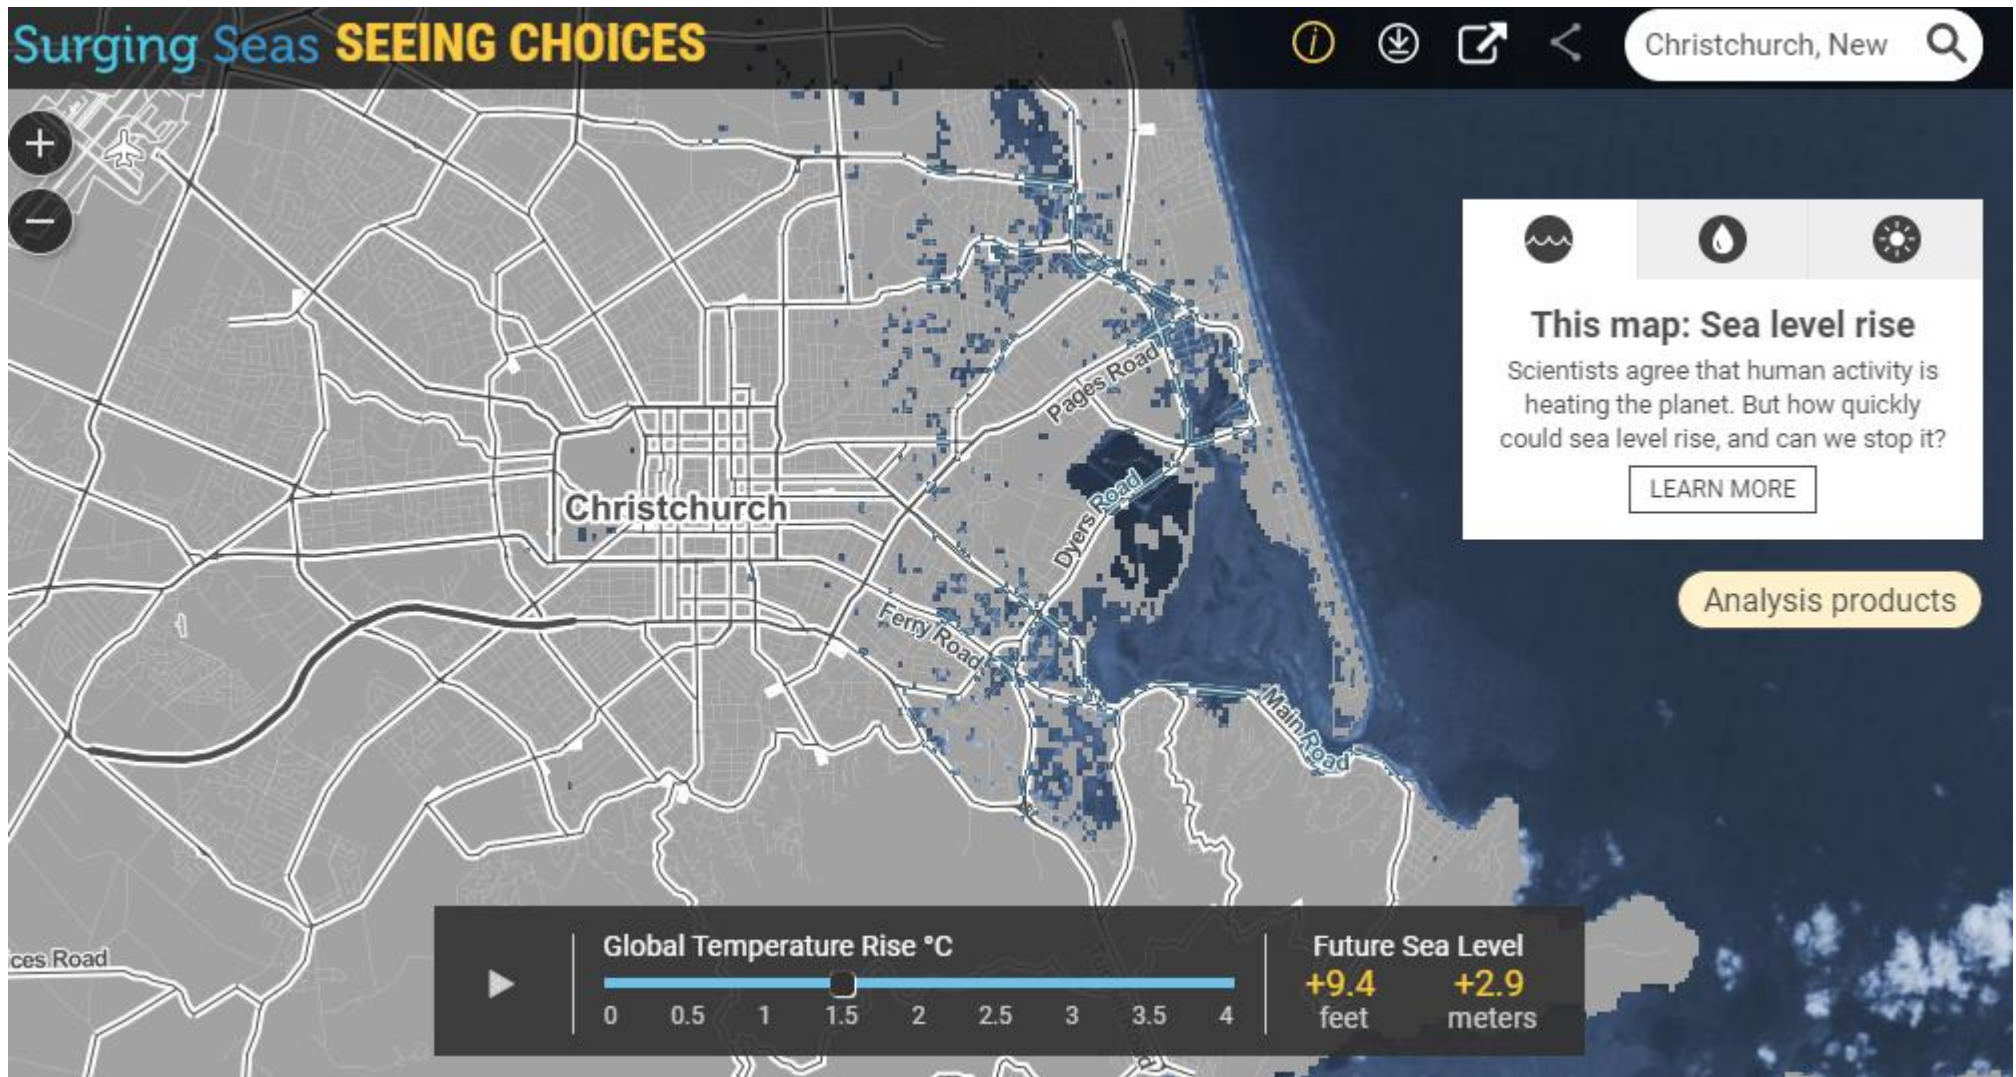 Surging Seas SEEING CHOICES
Christchurch, New
+
−
This map: Sea level rise
Scientists agree that human activity is
heating the planet. But how quickly
could sea level rise, and can we stop it?
LEARN MORE
Analysis products
Pages Road
Christchurch
Dyers Road
Ferry Road
Main Road
ces Road
Global Temperature Rise °C
0 0.5 1 1.5 2 2.5 3 3.5 4
Future Sea Level
+9.4 +2.9
feet meters